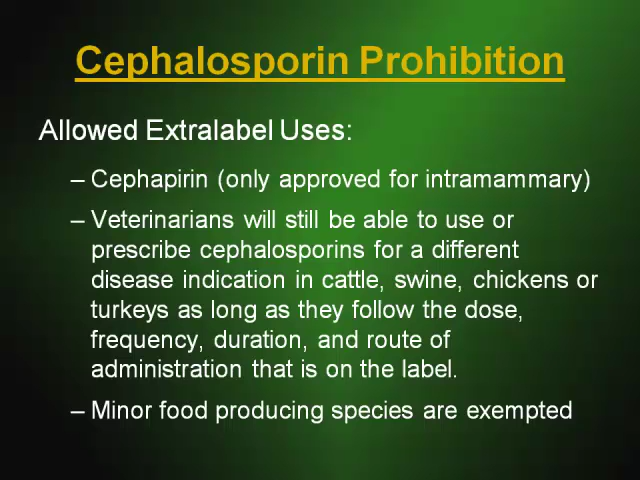 Cephalosporin Prohibition
Allowed Extralabel Uses:
– Cephapirin (only approved for intramammary)
– Veterinarians will still be able to use or
prescribe cephalosporins for a different
disease indication in cattle, swine, chickens or
turkeys as long as they follow the dose,
frequency, duration, and route of
administration that is on the label.
– Minor food producing species are exempted